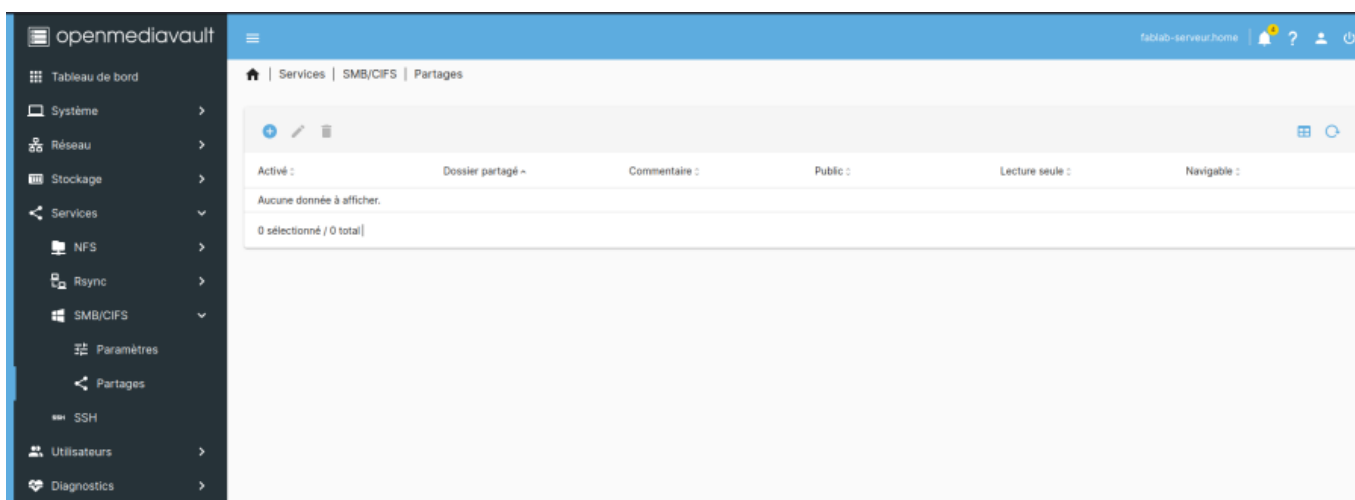 openmediavault
fablab-serveur.home
4
?
Tableau de bord
Services | SMB/CIFS | Partages
Système
Réseau
Stockage
Services
NFS
Rsync
SMB/CIFS
Paramètres
Partages
SSH
SSH
Utilisateurs
Diagnostics
Activé Dossier partagé Commentaire Public Lecture seule Navigable
Aucune donnée à afficher.
0 sélectionné / 0 total